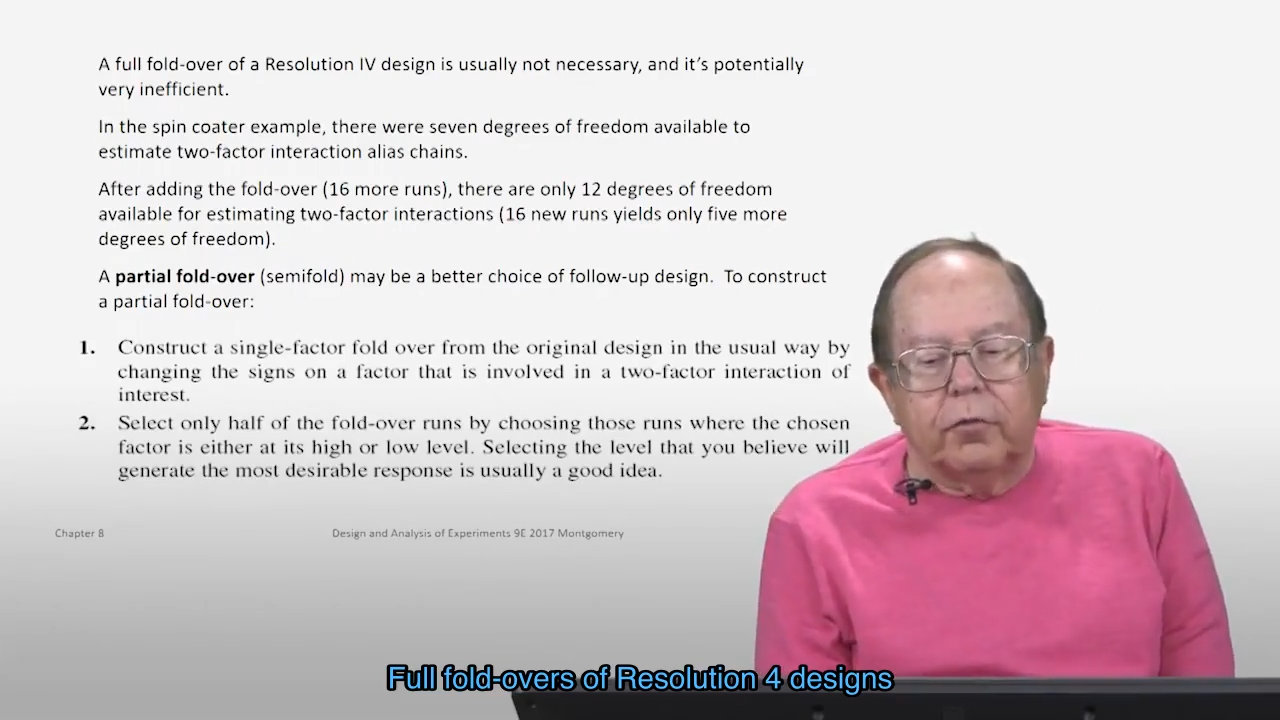 A full fold-over of a Resolution IV design is usually not necessary, and it’s potentially
very inefficient.
In the spin coater example, there were seven degrees of freedom available to
estimate two-factor interaction alias chains.
After adding the fold-over (16 more runs), there are only 12 degrees of freedom
available for estimating two-factor interactions (16 new runs yields only five more
degrees of freedom).
A partial fold-over (semifold) may be a better choice of follow-up design.  To construct
a partial fold-over:
1. Construct a single-factor fold over from the original design in the usual way by
changing the signs on a factor that is involved in a two-factor interaction of
interest.
2. Select only half of the fold-over runs by choosing those runs where the chosen
factor is either at its high or low level. Selecting the level that you believe will
generate the most desirable response is usually a good idea.
Chapter 8
Design and Analysis of Experiments 9E 2017 Montgomery
Full fold-overs of Resolution 4 designs